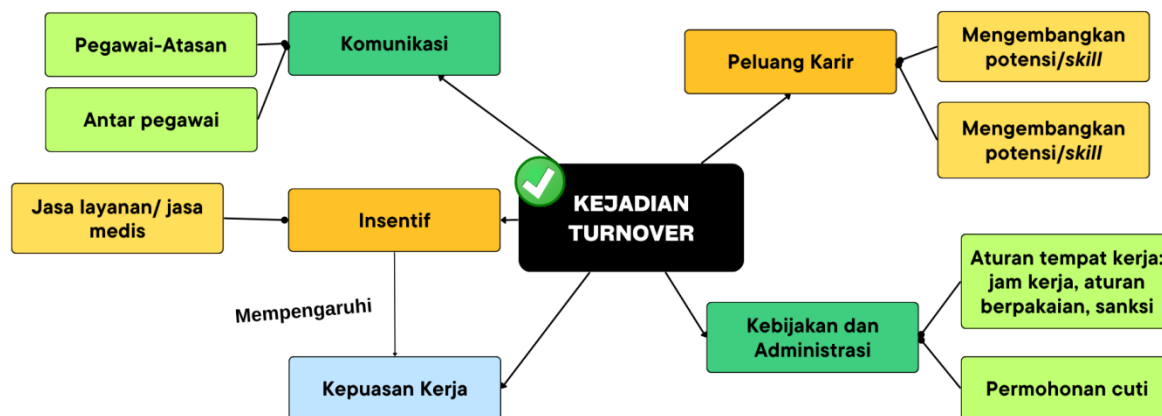 Pegawai-Atasan
Antar pegawai
Komunikasi
Jasa layanan/ jasa
medis
Insentif
Mempengaruhi
Kepuasan Kerja
KEJADIAN
TURNOVER
Peluang Karir
Mengembangkan
potensi/skill
Mengembangkan
potensi/skill
Kebijakan dan
Administrasi
Aturan tempat kerja:
jam kerja, aturan
berpakaian, sanksi
Permohonan cuti